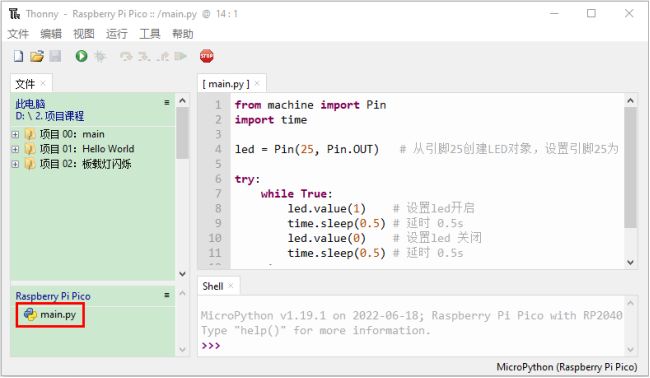 Thonny - Raspberry Pi Pico :: /main.py @ 14 : 1
文件 编辑 视图 运行 工具 帮助
STOP
文件 ×
此电脑
D: \ 2. 项目课程
项目 00：main
项目 01：Hello World
项目 02：板载灯闪烁
Raspberry Pi Pico
main.py
[ main.py ] ×
1 from machine import Pin
2 import time
3
4 led = Pin(25, Pin.OUT) # 从引脚25创建LED对象，设置引脚25为
5
6 try:
7 while True:
8 led.value(1) # 设置led开启
9 time.sleep(0.5) # 延时 0.5s
10 led.value(0) # 设置led 关闭
11 time.sleep(0.5) # 延时 0.5s
Shell ×
MicroPython v1.19.1 on 2022-06-18; Raspberry Pi Pico with RP2040
Type "help()" for more information.
>>>
MicroPython (Raspberry Pi Pico)